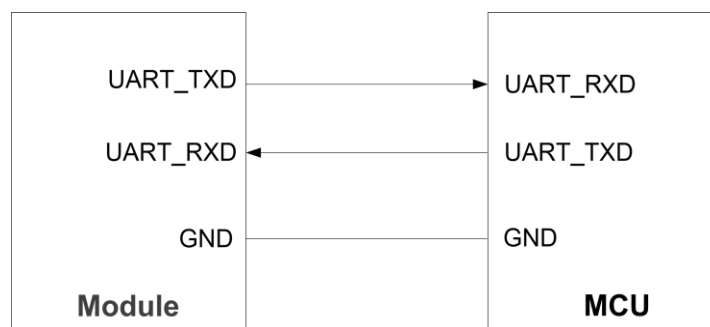 UART_TXD
UART_RXD
UART_RXD
UART_TXD
GND
GND
Module
MCU